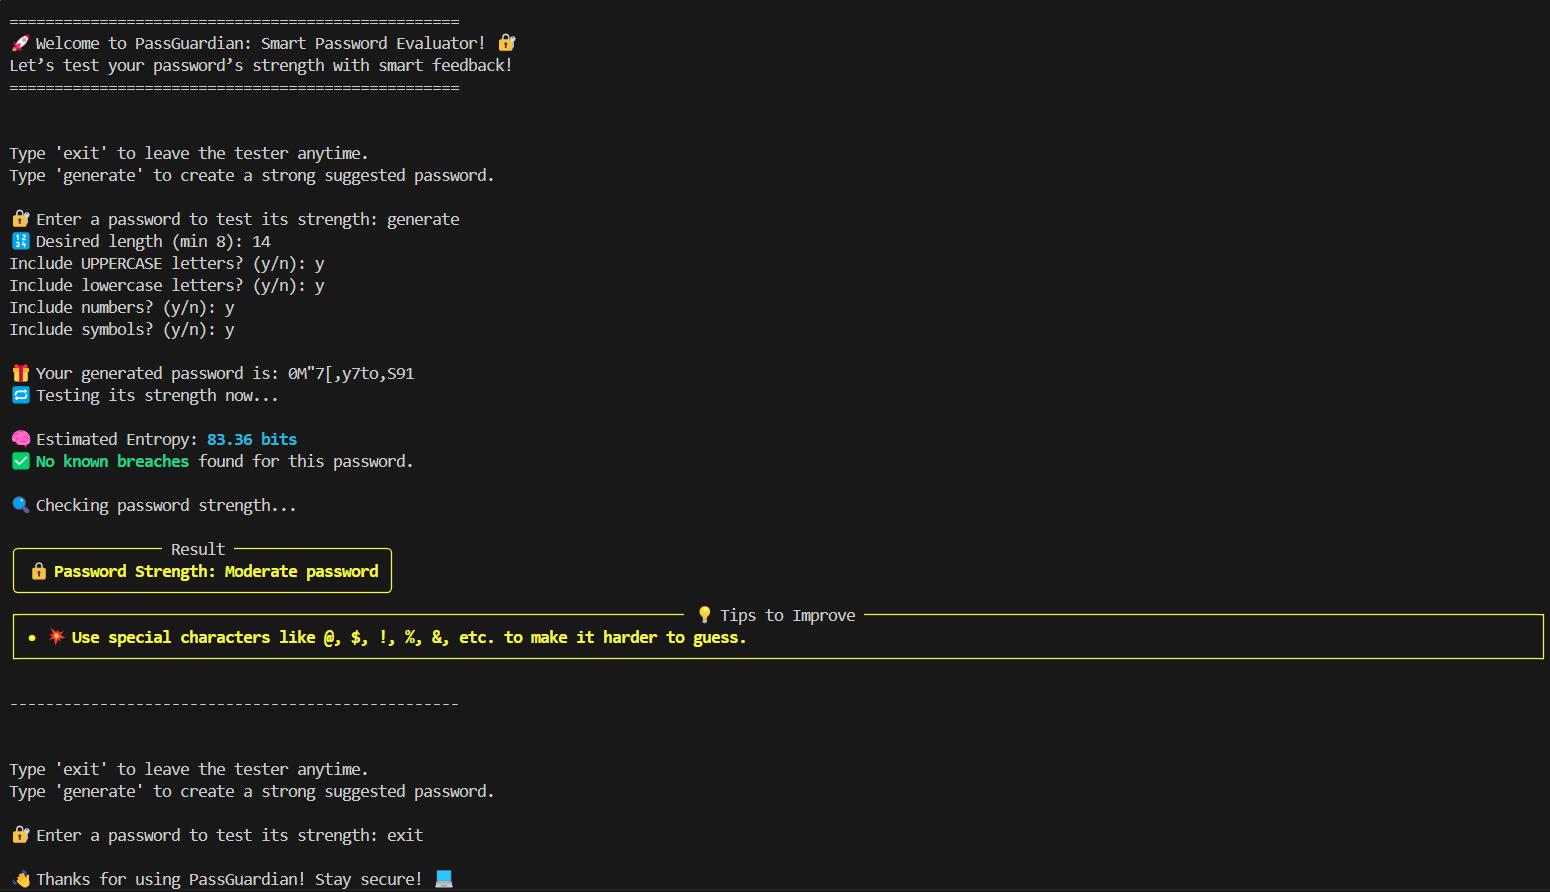 ==================================================
🚀 Welcome to PassGuardian: Smart Password Evaluator! 🔐
Let’s test your password’s strength with smart feedback!
==================================================
Type 'exit' to leave the tester anytime.
Type 'generate' to create a strong suggested password.
🔐 Enter a password to test its strength: generate
🔢 Desired length (min 8): 14
Include UPPERCASE letters? (y/n): y
Include lowercase letters? (y/n): y
Include numbers? (y/n): y
Include symbols? (y/n): y
🎁 Your generated password is: 0M"7[,y7to,S91
🔁 Testing its strength now...
🧠 Estimated Entropy: 83.36 bits
✅ No known breaches found for this password.
🔍 Checking password strength...
Result
🔒 Password Strength: Moderate password
💡 Tips to Improve
• 💥 Use special characters like @, $, !, %, &, etc. to make it harder to guess.
--------------------------------------------------
Type 'exit' to leave the tester anytime.
Type 'generate' to create a strong suggested password.
🔐 Enter a password to test its strength: exit
👋 Thanks for using PassGuardian! Stay secure! 💻